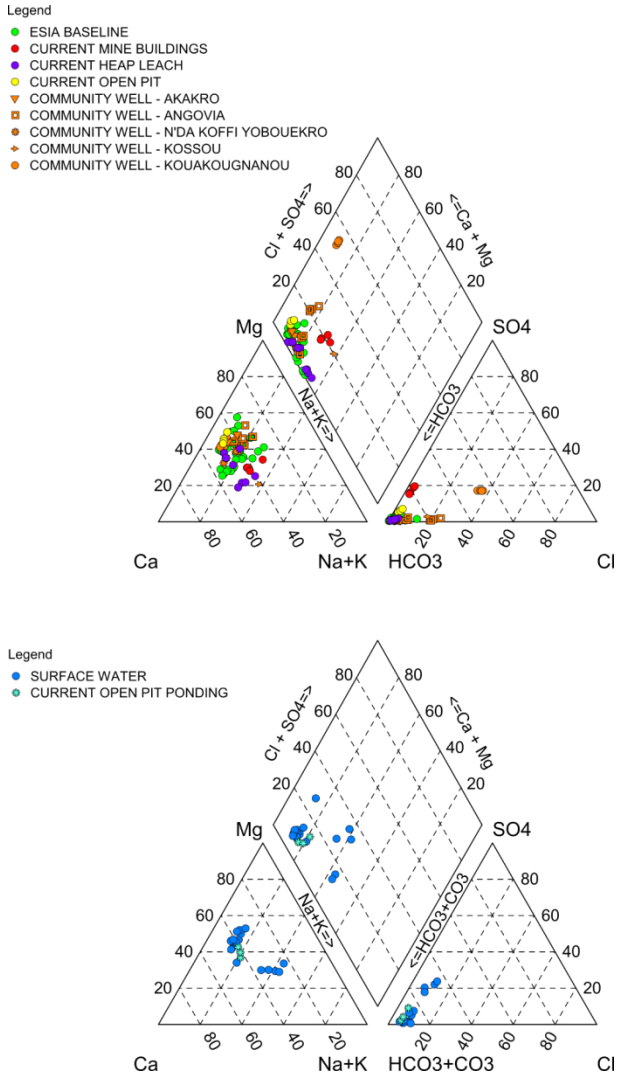 Legend
ESIA BASELINE
CURRENT MINE BUILDINGS
CURRENT HEAP LEACH
CURRENT OPEN PIT
COMMUNITY WELL - AKAKRO
COMMUNITY WELL - ANGOVIA
COMMUNITY WELL - N'DA KOFFI YOBOUEKRO
COMMUNITY WELL - KOSSOU
COMMUNITY WELL - KOUAKOUGNANOU
80 80
60 60
Cl + SO4=> <=Ca + Mg
40 40
20 20
Mg SO4
Na+K=> <=HCO3
80 80
60 60
40 40
20 20
80 60 40 20 20 40 60 80
Ca Na+K HCO3 Cl
Legend
SURFACE WATER
CURRENT OPEN PIT PONDING
80 80
60 60
Cl + SO4=> <=Ca + Mg
40 40
20 20
Mg SO4
Na+K=> <=HCO3+CO3
80 80
60 60
40 40
20 20
80 60 40 20 20 40 60 80
Ca Na+K HCO3+CO3 Cl